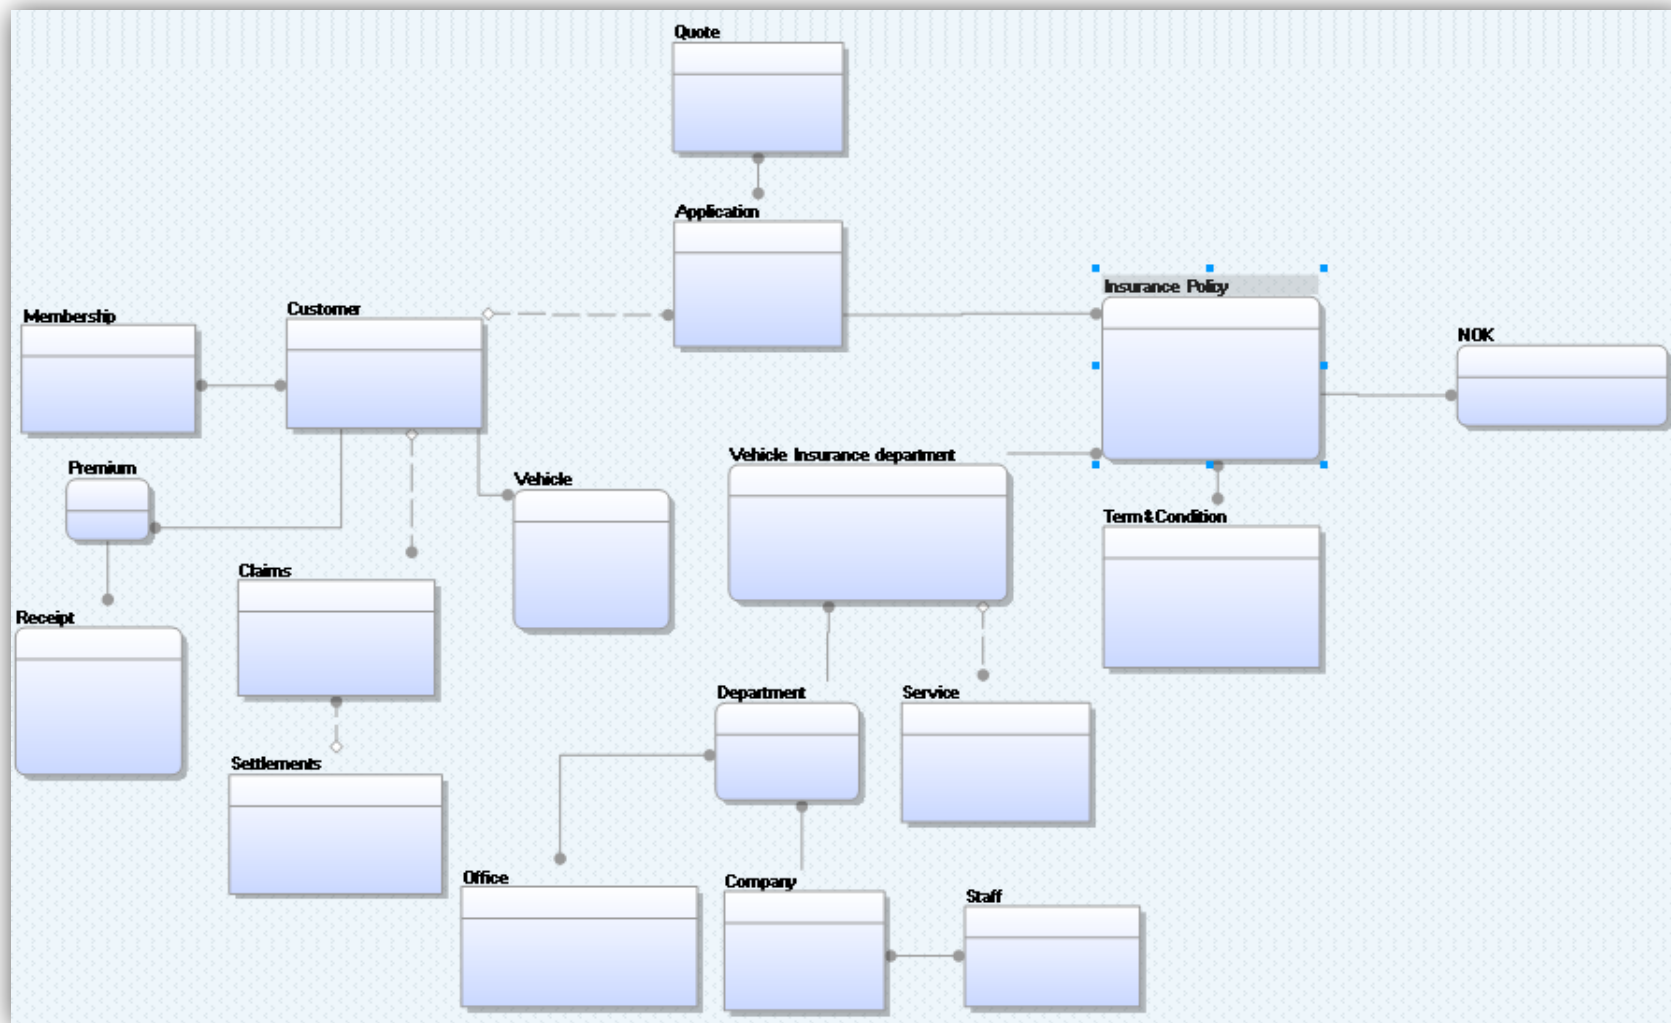 Quote
Application
Insurance Policy
Membership
Customer
NOK
Premium
Vehicle
Vehicle Insurance department
Term&Condition
Claims
Receipt
Department
Service
Settlements
Office
Company
Staff